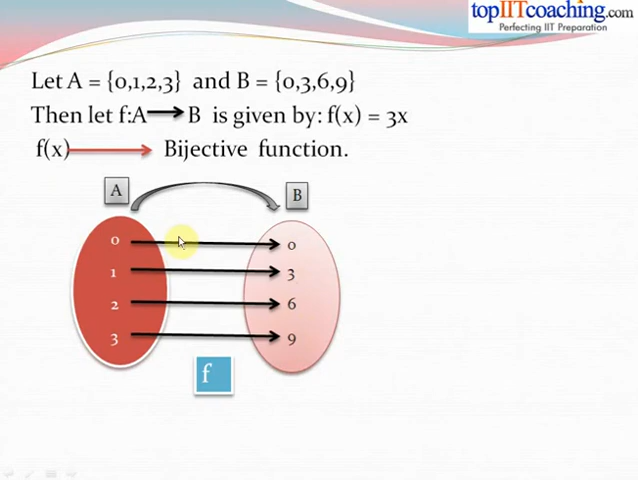 topIITcoaching.com
Perfecting IIT Preparation
Let A = {0,1,2,3} and B = {0,3,6,9}
Then let f:A B is given by: f(x) = 3x
f(x) Bijective function.
A B
0 0
1 3
2 6
3 9
f